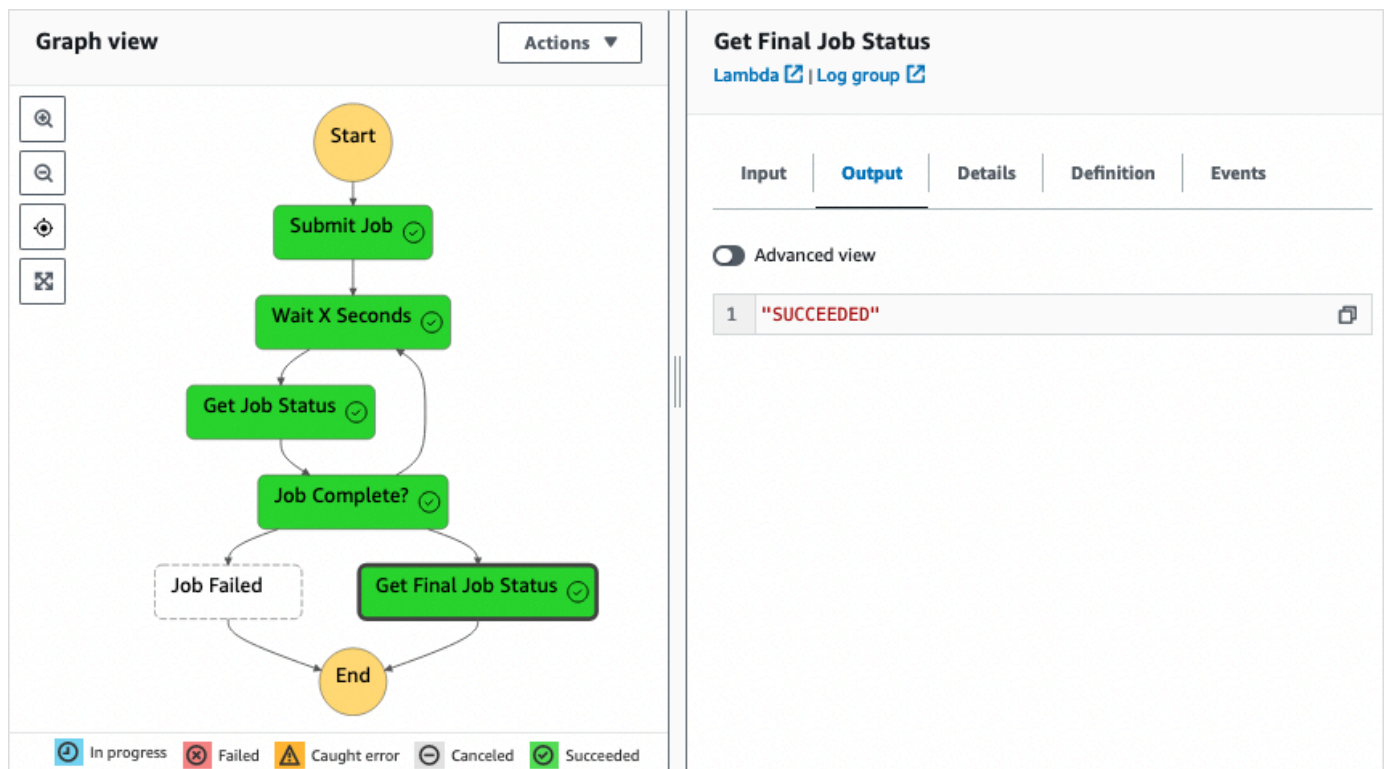 Graph view
Actions
Start
Submit Job
Wait X Seconds
Get Job Status
Job Complete?
Job Failed
Get Final Job Status
End
In progress
Failed
Caught error
Canceled
Succeeded
Get Final Job Status
Lambda | Log group
Input Output Details Definition Events
Advanced view
1 "SUCCEEDED"